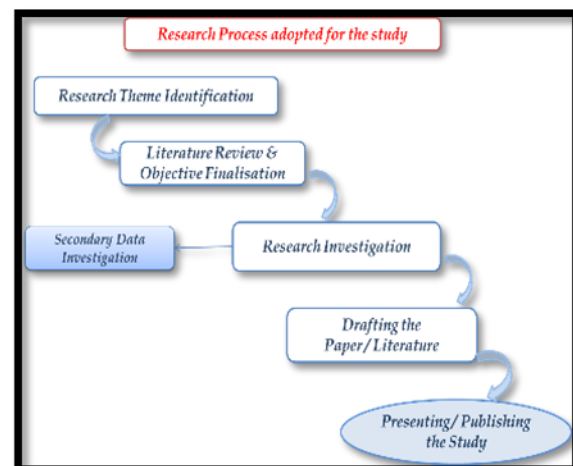 Research Process adopted for the study
Research Theme Identification
Literature Review &
Objective Finalisation
Secondary Data
Investigation
Research Investigation
Drafting the
Paper/Literature
Presenting/Publishing
the Study